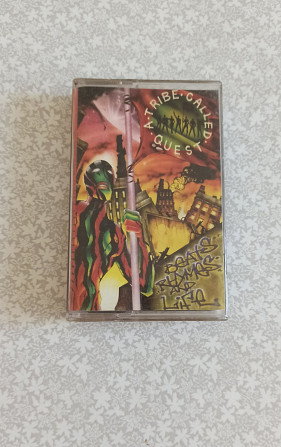 ·A·TRIBE·CALLED·
QUEST
BEATS
RHYMES
AND
LIFE